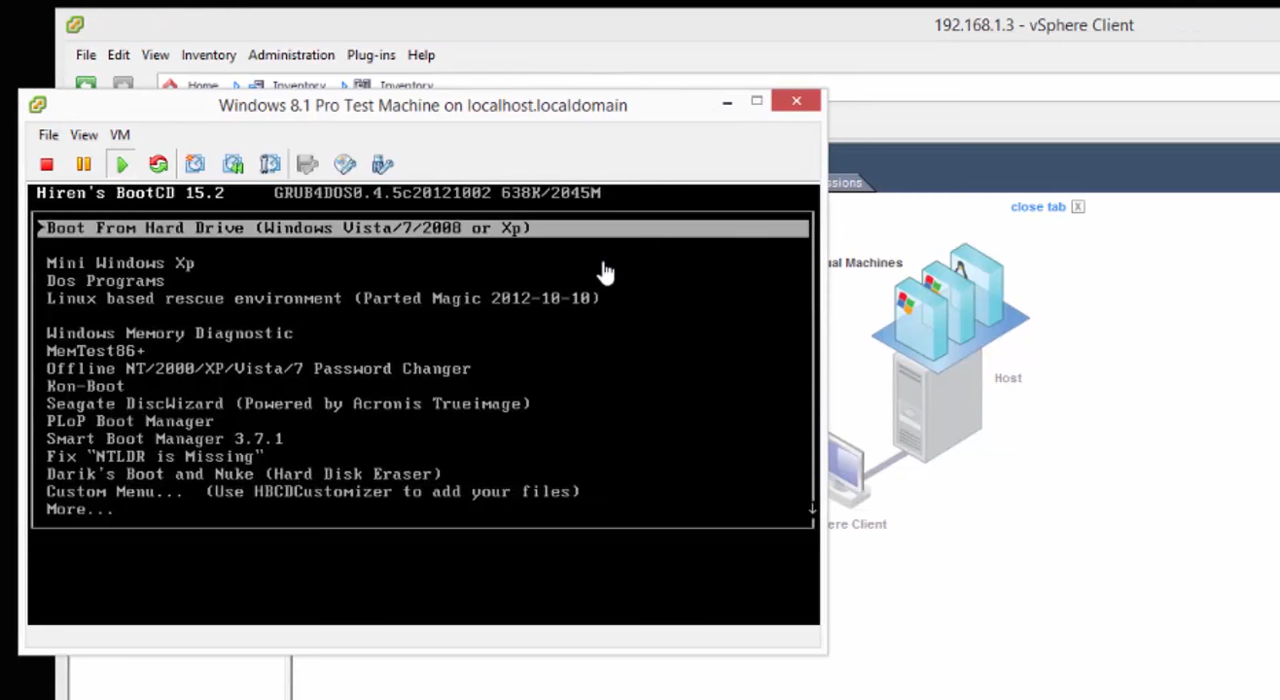 192.168.1.3 - vSphere Client
File Edit View Inventory Administration Plug-ins Help
Home Inventory Inventory
Windows 8.1 Pro Test Machine on localhost.localdomain
File View VM
Hiren's BootCD 15.2 GRUB4DOS0.4.5c20121002 638K/2045M
Boot From Hard Drive (Windows Vista/7/2008 or Xp)
Mini Windows Xp
Dos Programs
Linux based rescue environment (Parted Magic 2012-10-10)
Windows Memory Diagnostic
MemTest86+
Offline NT/2000/XP/Vista/7 Password Changer
Kon-Boot
Seagate DiscWizard (Powered by Acronis Trueimage)
PLoP Boot Manager
Smart Boot Manager 3.7.1
Fix "NTLDR is Missing"
Darik's Boot and Nuke (Hard Disk Eraser)
Custom Menu... (Use HBCDCustomizer to add your files)
More...
ssions
close tab X
ual Machines
Host
ere Client